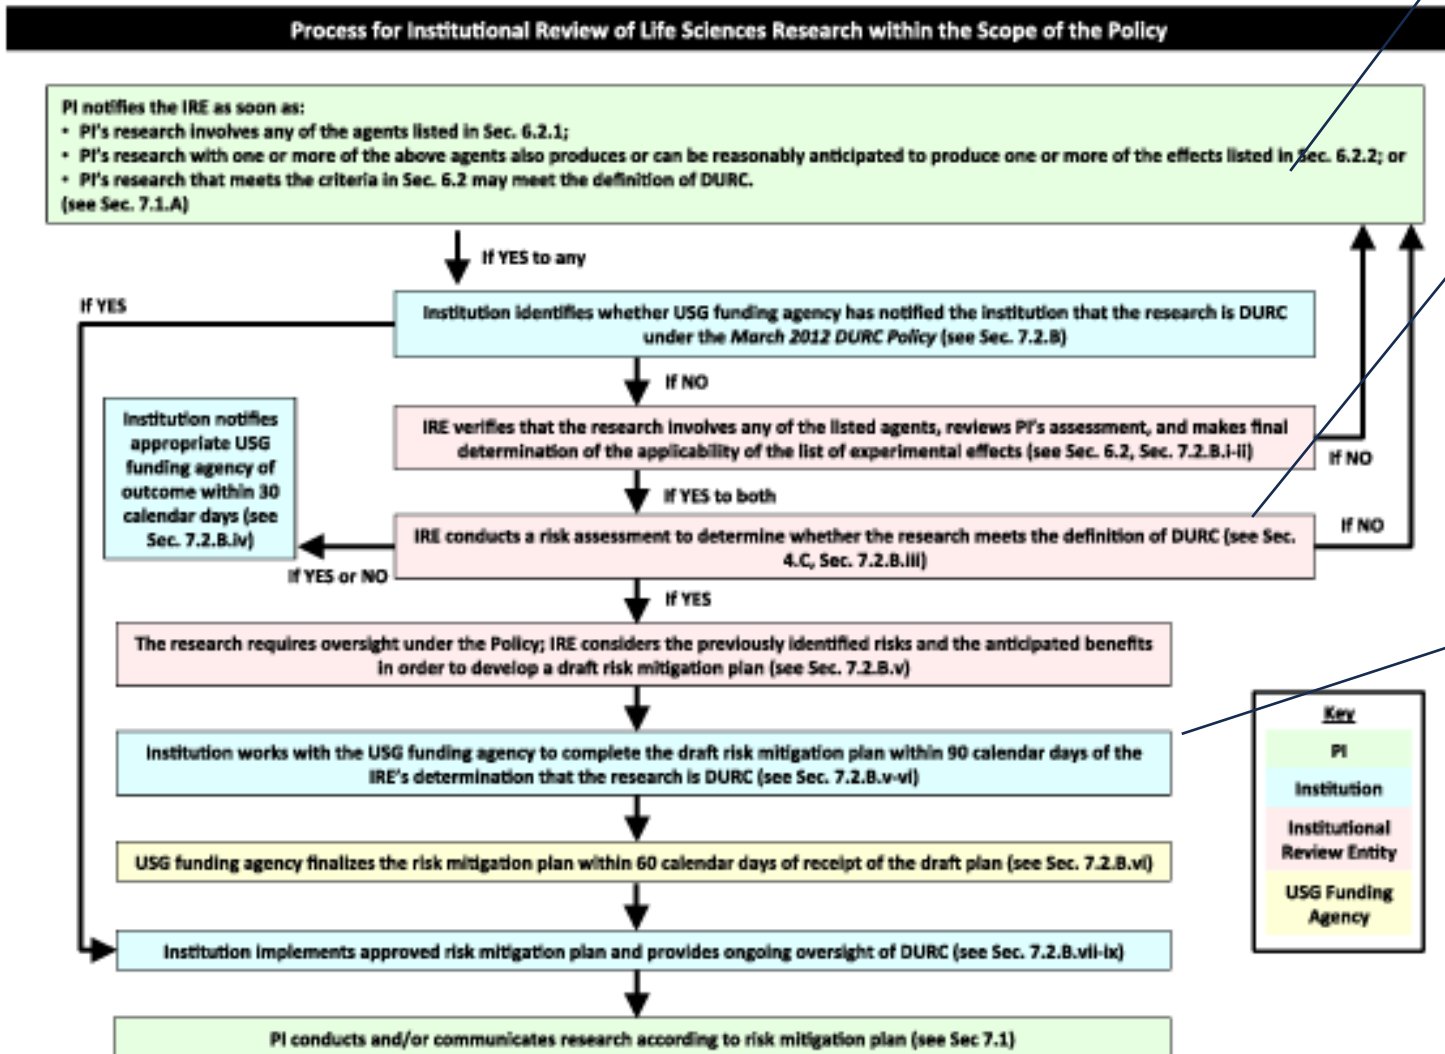 Process for Institutional Review of Life Sciences Research within the Scope of the Policy
PI notifies the IRE as soon as:
• PI's research involves any of the agents listed in Sec. 6.2.1;
• PI's research with one or more of the above agents also produces or can be reasonably anticipated to produce one or more of the effects listed in Sec. 6.2.2; or
• PI's research that meets the criteria in Sec. 6.2 may meet the definition of DURC.
(see Sec. 7.1.A)
If YES to any
If YES
Institution identifies whether USG funding agency has notified the institution that the research is DURC
under the March 2012 DURC Policy (see Sec. 7.2.B)
If NO
Institution notifies
appropriate USG
funding agency of
outcome within 30
calendar days (see
Sec. 7.2.B.iv)
IRE verifies that the research involves any of the listed agents, reviews PI's assessment, and makes final
determination of the applicability of the list of experimental effects (see Sec. 6.2, Sec. 7.2.B.i-ii)
If NO
If YES to both
IRE conducts a risk assessment to determine whether the research meets the definition of DURC (see Sec.
4.C, Sec. 7.2.B.iii)
If NO
If YES or NO
If YES
The research requires oversight under the Policy; IRE considers the previously identified risks and the anticipated benefits
in order to develop a draft risk mitigation plan (see Sec. 7.2.B.v)
Institution works with the USG funding agency to complete the draft risk mitigation plan within 90 calendar days of the
IRE's determination that the research is DURC (see Sec. 7.2.B.v-vi)
USG funding agency finalizes the risk mitigation plan within 60 calendar days of receipt of the draft plan (see Sec. 7.2.B.vi)
Institution implements approved risk mitigation plan and provides ongoing oversight of DURC (see Sec. 7.2.B.vii-ix)
PI conducts and/or communicates research according to risk mitigation plan (see Sec 7.1)
Key
PI
Institution
Institutional
Review Entity
USG Funding
Agency